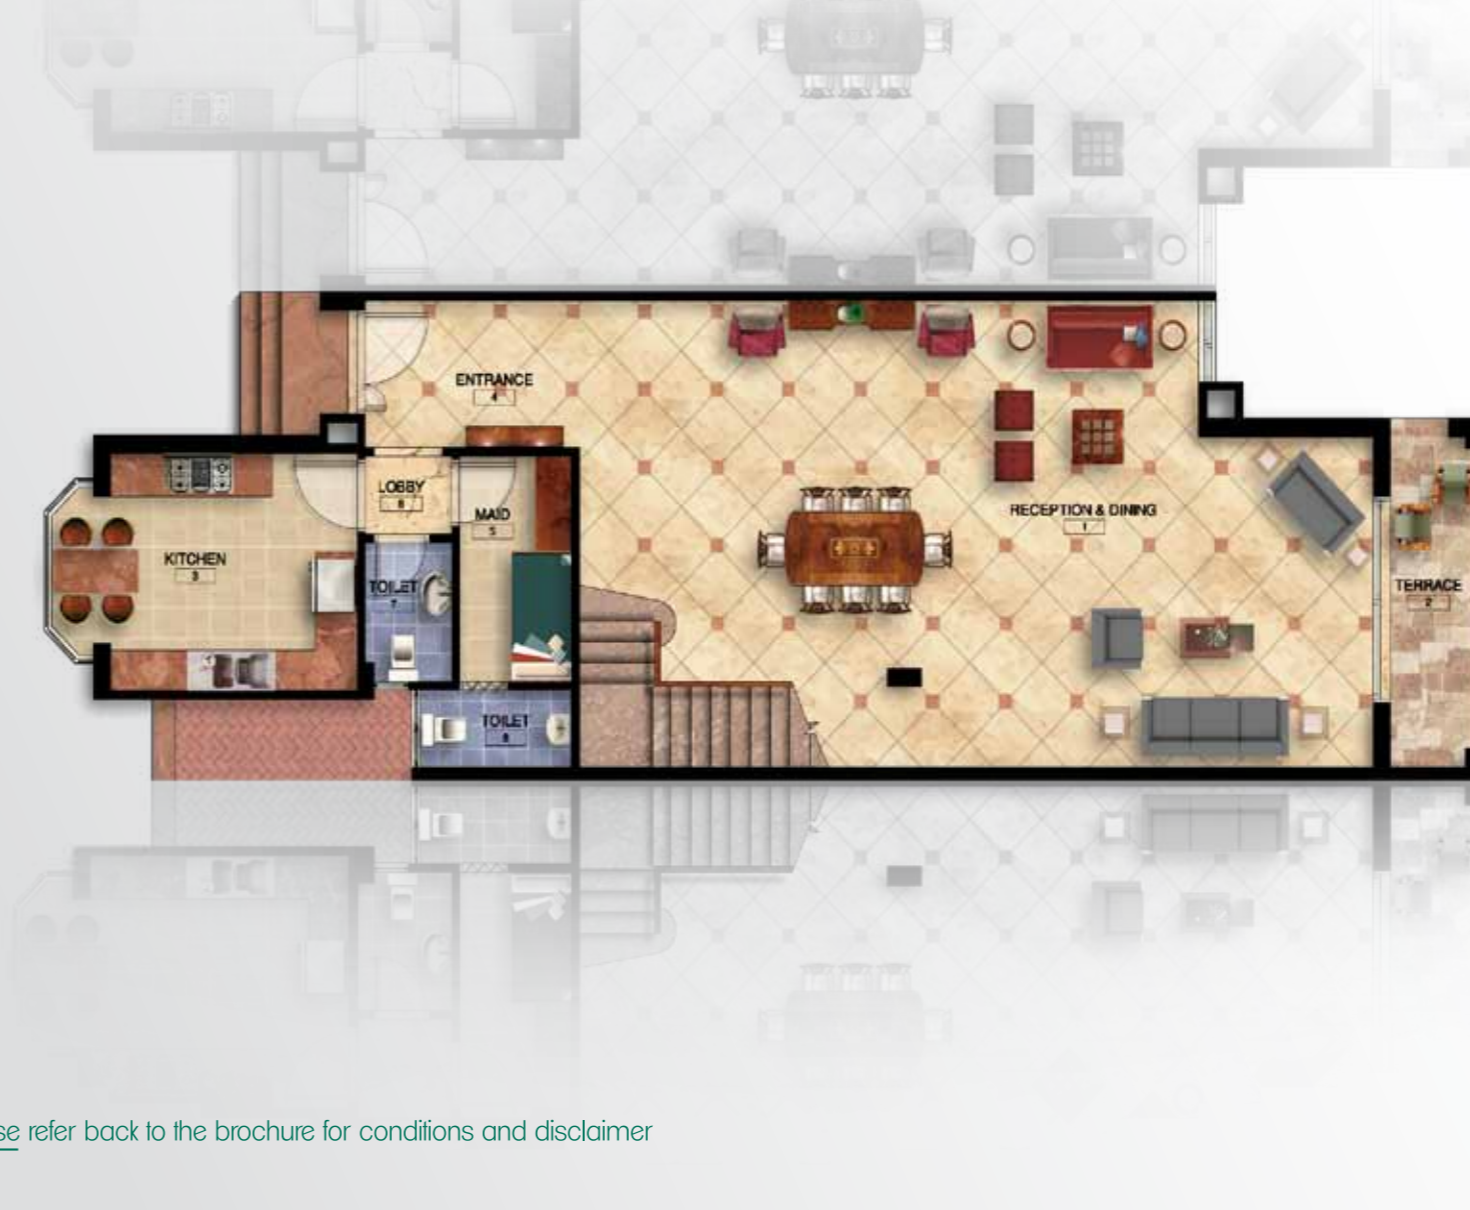 ENTRANCE
4
LOBBY
6
MAID
5
RECEPTION & DINING
1
KITCHEN
3
TOILET
7
TERRACE
2
TOILET
8
se refer back to the brochure for conditions and disclaimer